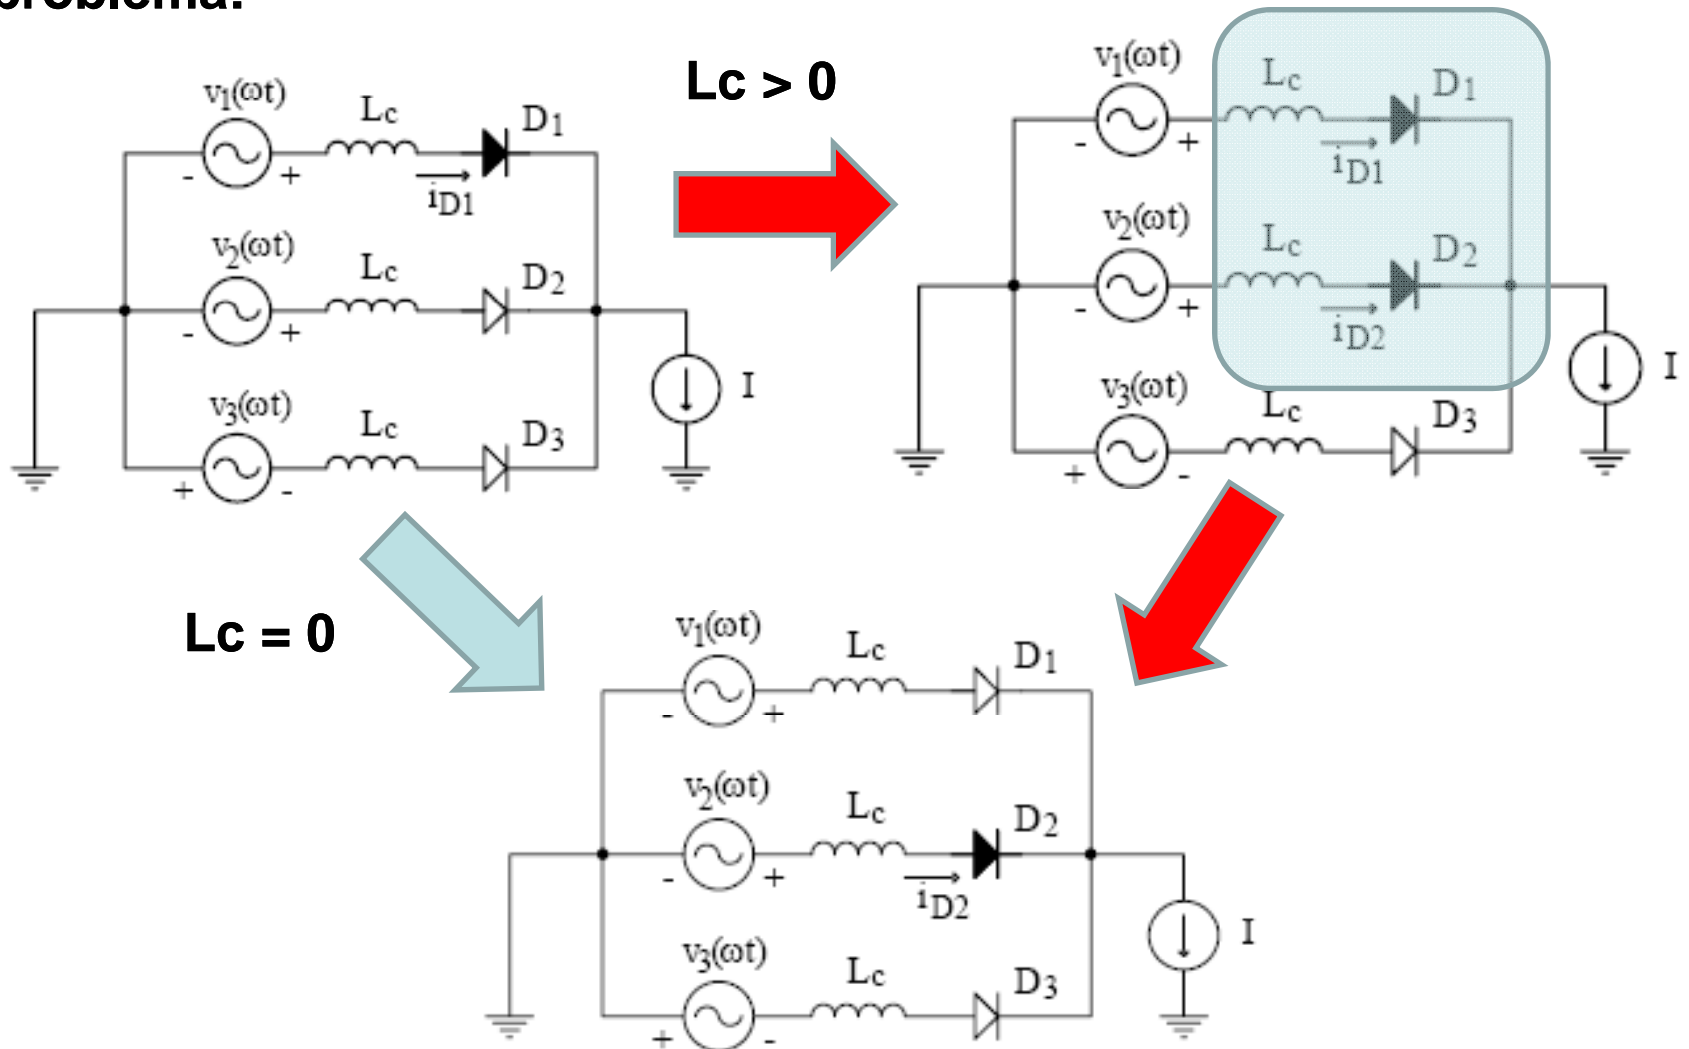 problema:
Lc > 0
v1(ωt)
Lc
D1
- +
iD1
v2(ωt)
Lc
D2
- +
I
v3(ωt)
Lc
D3
+ -
v1(ωt)
Lc
D1
- +
iD1
v2(ωt)
Lc
D2
- +
iD2
I
v3(ωt)
Lc
D3
+ -
Lc = 0
v1(ωt)
Lc
D1
- +
v2(ωt)
Lc
D2
- +
iD2
I
v3(ωt)
Lc
D3
+ -